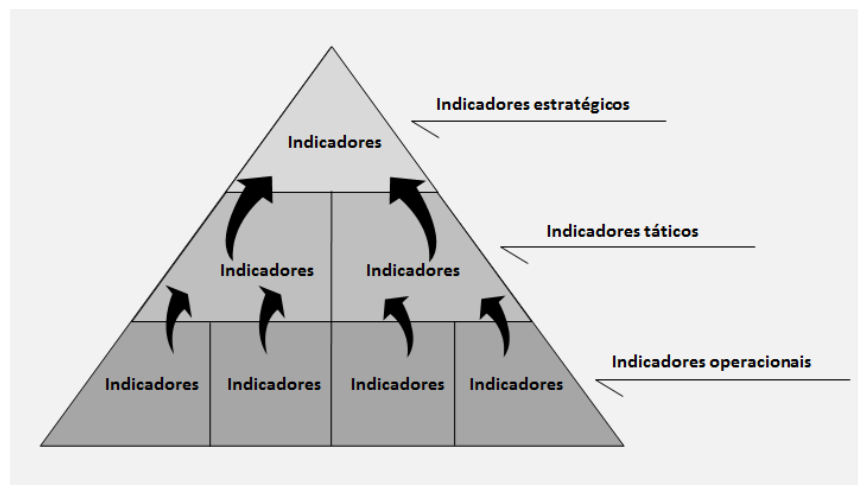 Indicadores estratégicos
Indicadores
Indicadores táticos
Indicadores
Indicadores
Indicadores operacionais
Indicadores
Indicadores
Indicadores
Indicadores